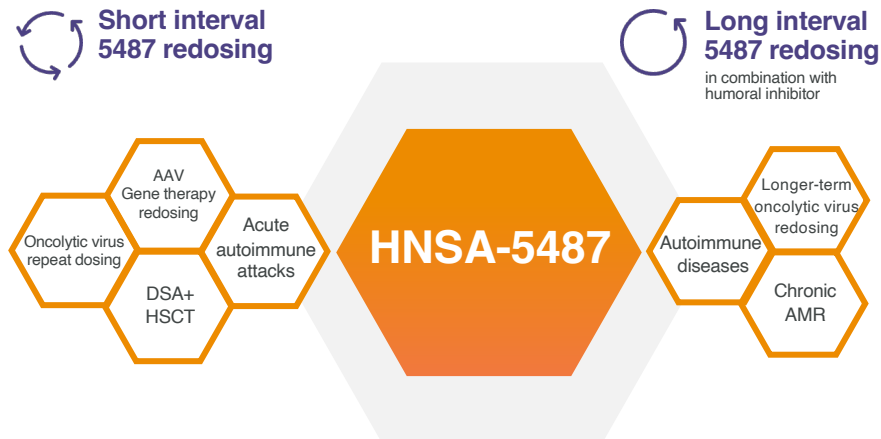 Short interval
5487 redosing
Long interval
5487 redosing
in combination with
humoral inhibitor
AAV
Gene therapy
redosing
Oncolytic virus
repeat dosing
Acute
autoimmune
attacks
DSA+
HSCT
HNSA-5487
Longer-term
oncolytic virus
redosing
Autoimmune
diseases
Chronic
AMR